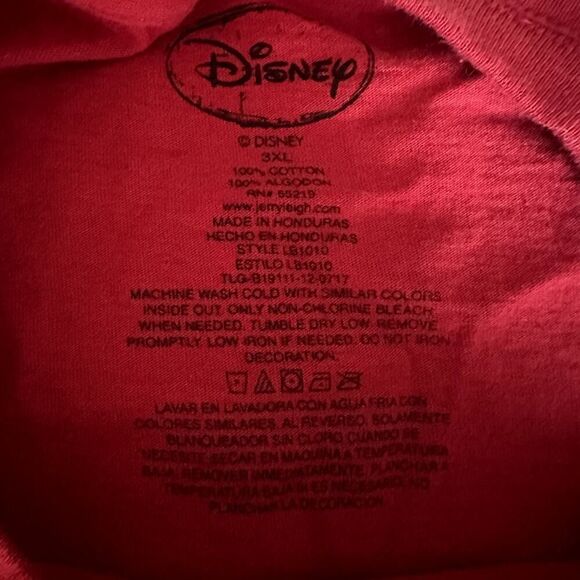 Disney
© DISNEY
3XL
100% COTTON
100% ALGODON
RN# 65219
www.jerryleigh.com
MADE IN HONDURAS
HECHO EN HONDURAS
STYLE LB1010
ESTILO LB1010
TLG-B19111-12-0717
MACHINE WASH COLD WITH SIMILAR COLORS
INSIDE OUT. ONLY NON-CHLORINE BLEACH
WHEN NEEDED. TUMBLE DRY LOW. REMOVE
PROMPTLY. LOW IRON IF NEEDED. DO NOT IRON
DECORATION.
LAVAR EN LAVADORA CON AGUA FRIA CON
COLORES SIMILARES. AL REVERSO. SOLAMENTE
BLANQUEADOR SIN CLORO CUANDO SE
NECESITE. SECAR EN MAQUINA A TEMPERATURA
BAJA. REMOVER INMEDIATAMENTE. PLANCHAR A
TEMPERATURA BAJA SI ES NECESARIO. NO
PLANCHAR LA DECORACION.